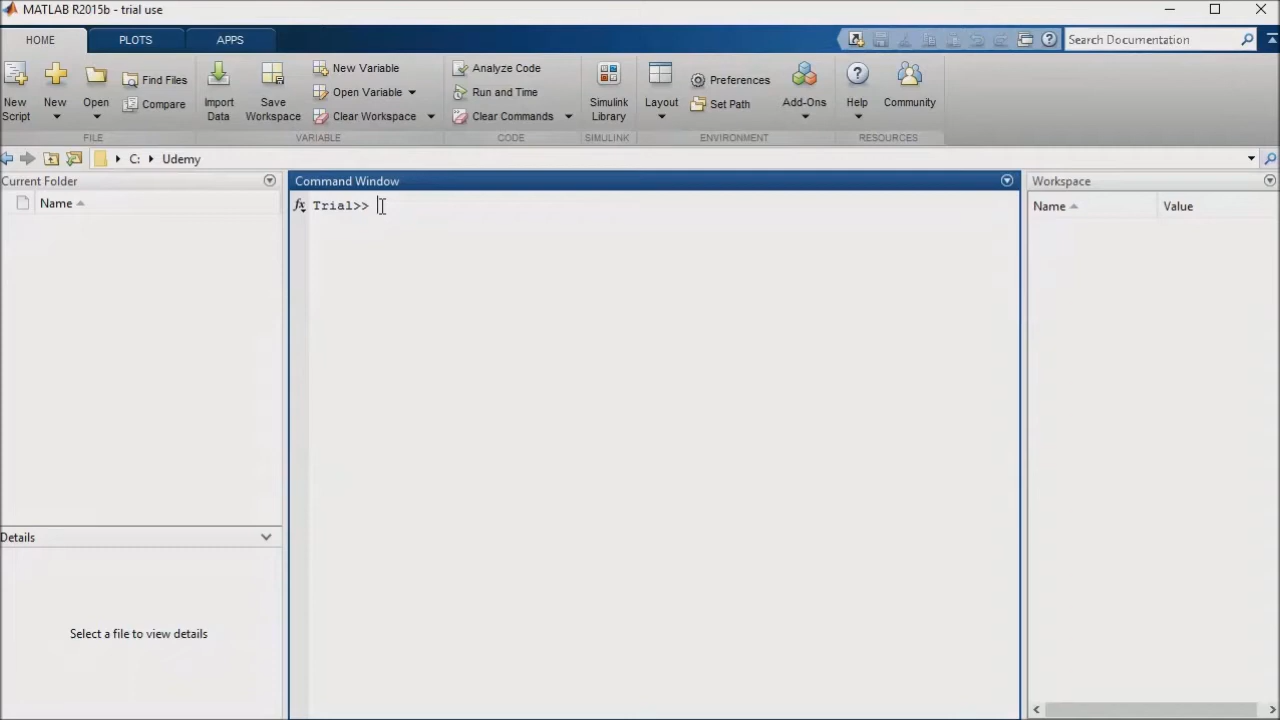 MATLAB R2015b - trial use
HOME PLOTS APPS Search Documentation
New Script
New
Open
Find Files
Compare
FILE
Import Data
Save Workspace
New Variable
Open Variable
Clear Workspace
VARIABLE
Analyze Code
Run and Time
Clear Commands
CODE
Simulink Library
SIMULINK
Layout
Preferences
Set Path
Add-Ons
ENVIRONMENT
Help
Community
RESOURCES
C: Udemy
Current Folder
Name
Command Window
fx Trial>>
Workspace
Name Value
Details
Select a file to view details